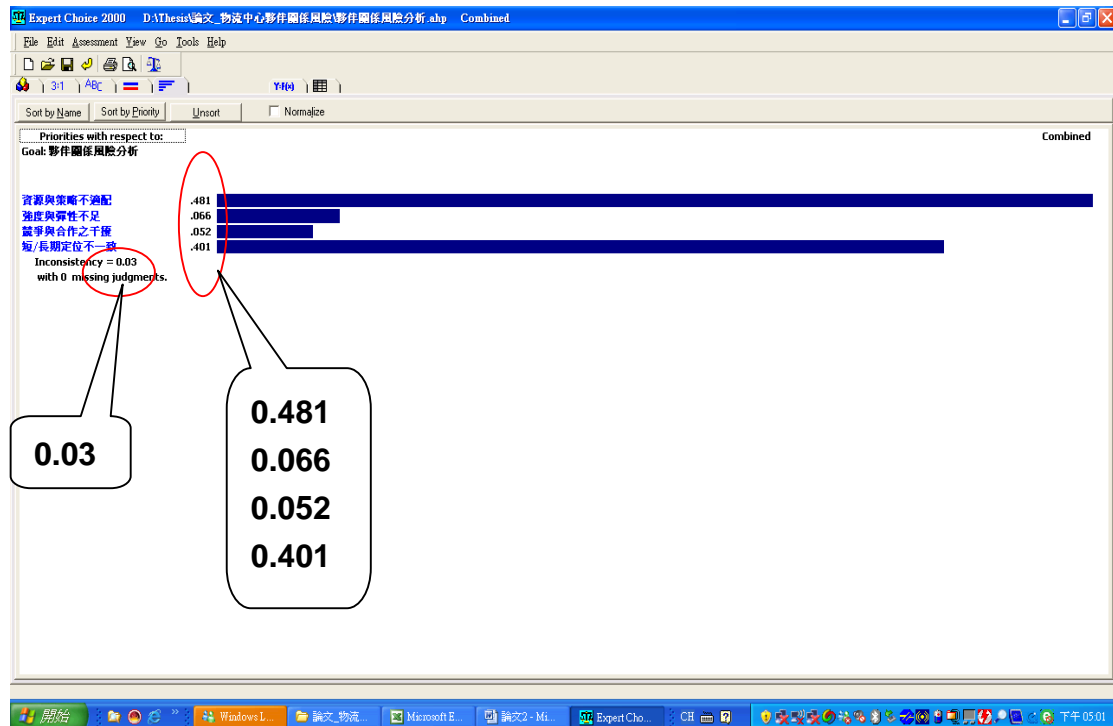 Expert Choice 2000 D:\Thesis\論文_物流中心夥伴關係風險\夥伴關係風險分析.ahp Combined
File Edit Assessment View Go Tools Help
3:1 ABC Y:f(x)
Sort by Name Sort by Priority Unsort Normalize
Priorities with respect to: Combined
Goal: 夥伴關係風險分析
資源與策略不適配 .481
強度與彈性不足 .066
競爭與合作之干擾 .052
短/長期定位不一致 .401
Inconsistency = 0.03
with 0 missing judgments.
0.03
0.481
0.066
0.052
0.401
開始 Windows L... 論文_物流... Microsoft E... 論文2 - Mi... Expert Cho... CH 下午 05:01